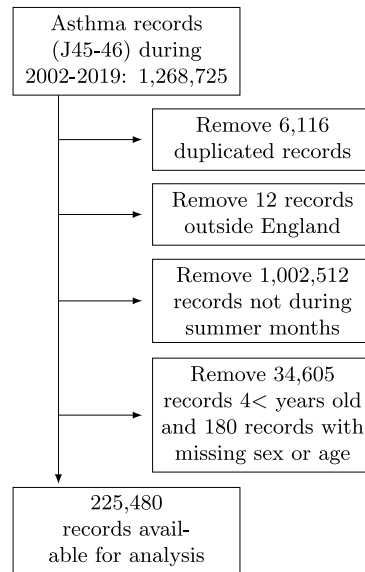 Asthma records
(J45-46) during
2002-2019: 1,268,725
Remove 6,116
duplicated records
Remove 12 records
outside England
Remove 1,002,512
records not during
summer months
Remove 34,605
records 4< years old
and 180 records with
missing sex or age
225,480
records avail-
able for analysis